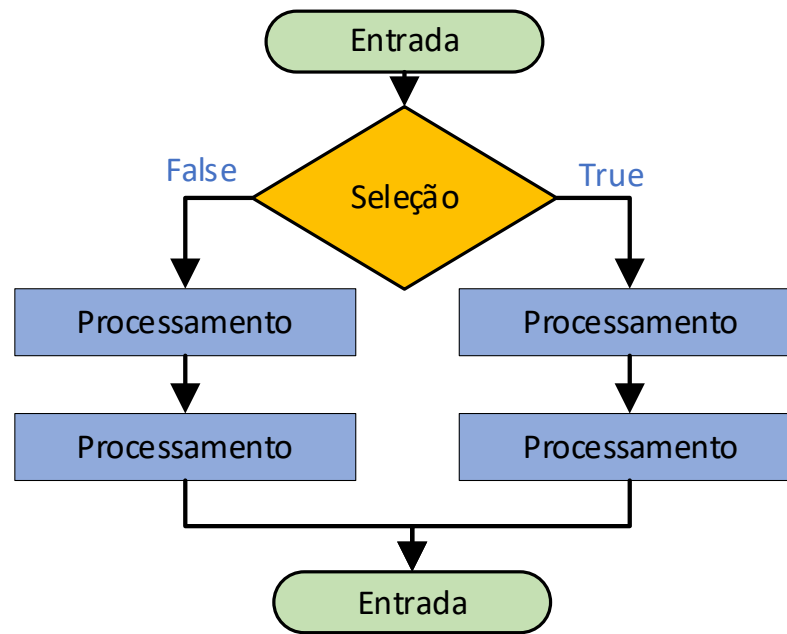 Entrada
False
True
Seleção
Processamento
Processamento
Processamento
Processamento
Entrada